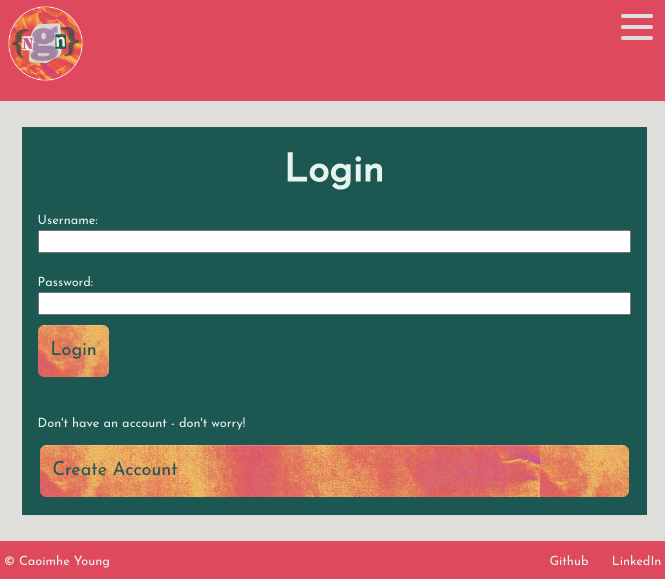 {Ngn}
Login
Username:
Password:
Login
Don't have an account - don't worry!
Create Account
© Caoimhe Young
Github LinkedIn